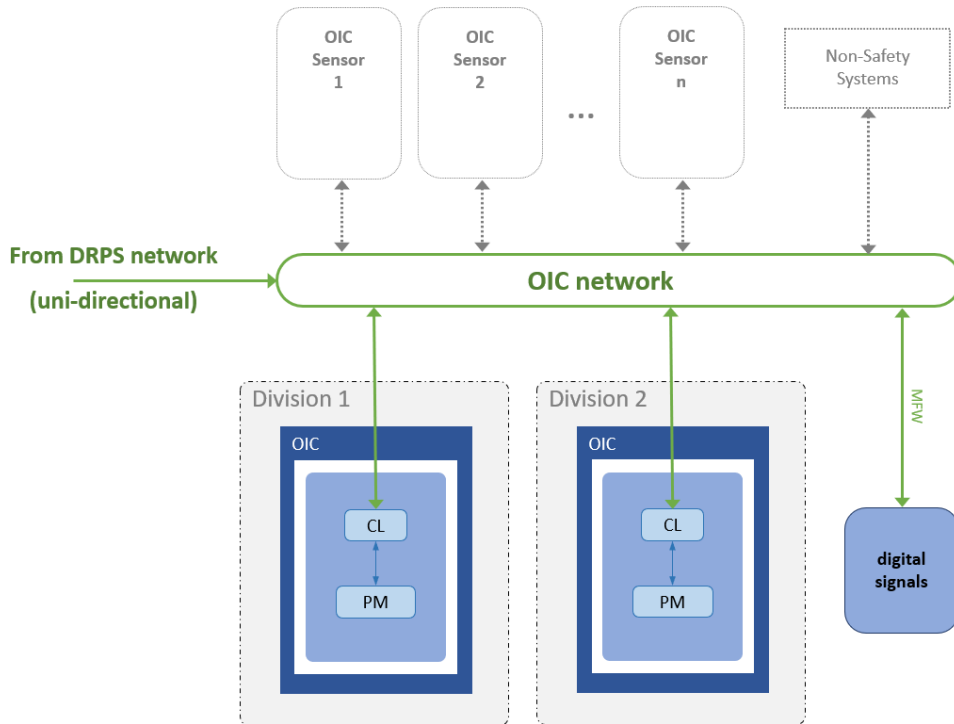 OIC
Sensor
1
OIC
Sensor
2
...
OIC
Sensor
n
Non-Safety
Systems
From DRPS network
(uni-directional)
OIC network
Division 1
OIC
CL
PM
Division 2
OIC
CL
PM
MFW
digital
signals